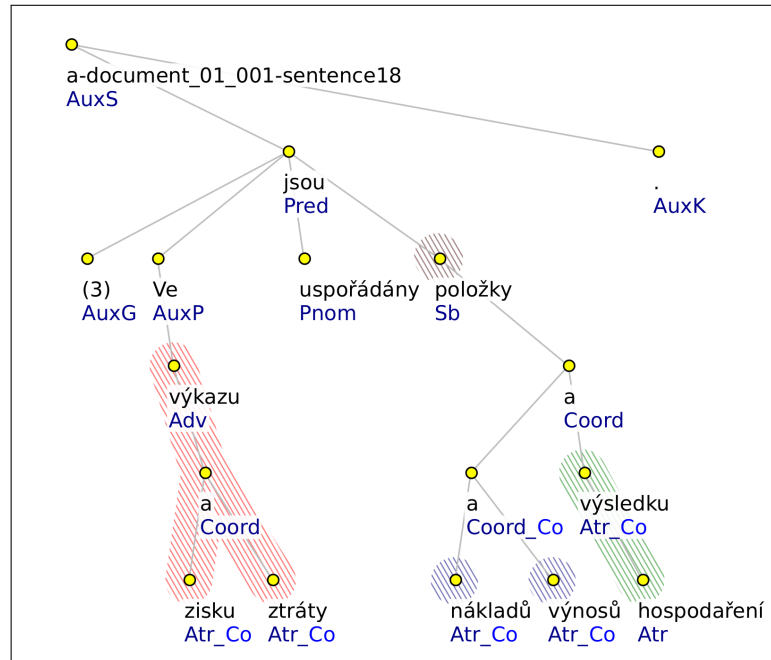 a-document_01_001-sentence18
AuxS
jsou
Pred
.
AuxK
(3)
AuxG
Ve
AuxP
uspořádány
Pnom
položky
Sb
výkazu
Adv
a
Coord
a
Coord
a
Coord_Co
výsledku
Atr_Co
zisku
Atr_Co
ztráty
Atr_Co
nákladů
Atr_Co
výnosů
Atr_Co
hospodaření
Atr